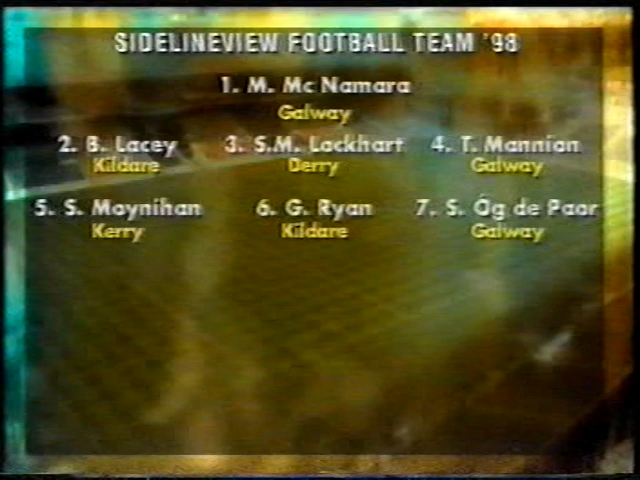 SIDELINEVIEW FOOTBALL TEAM '98
1. M. Mc Namara
Galway
2. B. Lacey 3. S.M. Lockhart 4. T. Mannion
Kildare Derry Galway
5. S. Moynihan 6. G. Ryan 7. S. Óg de Paor
Kerry Kildare Galway